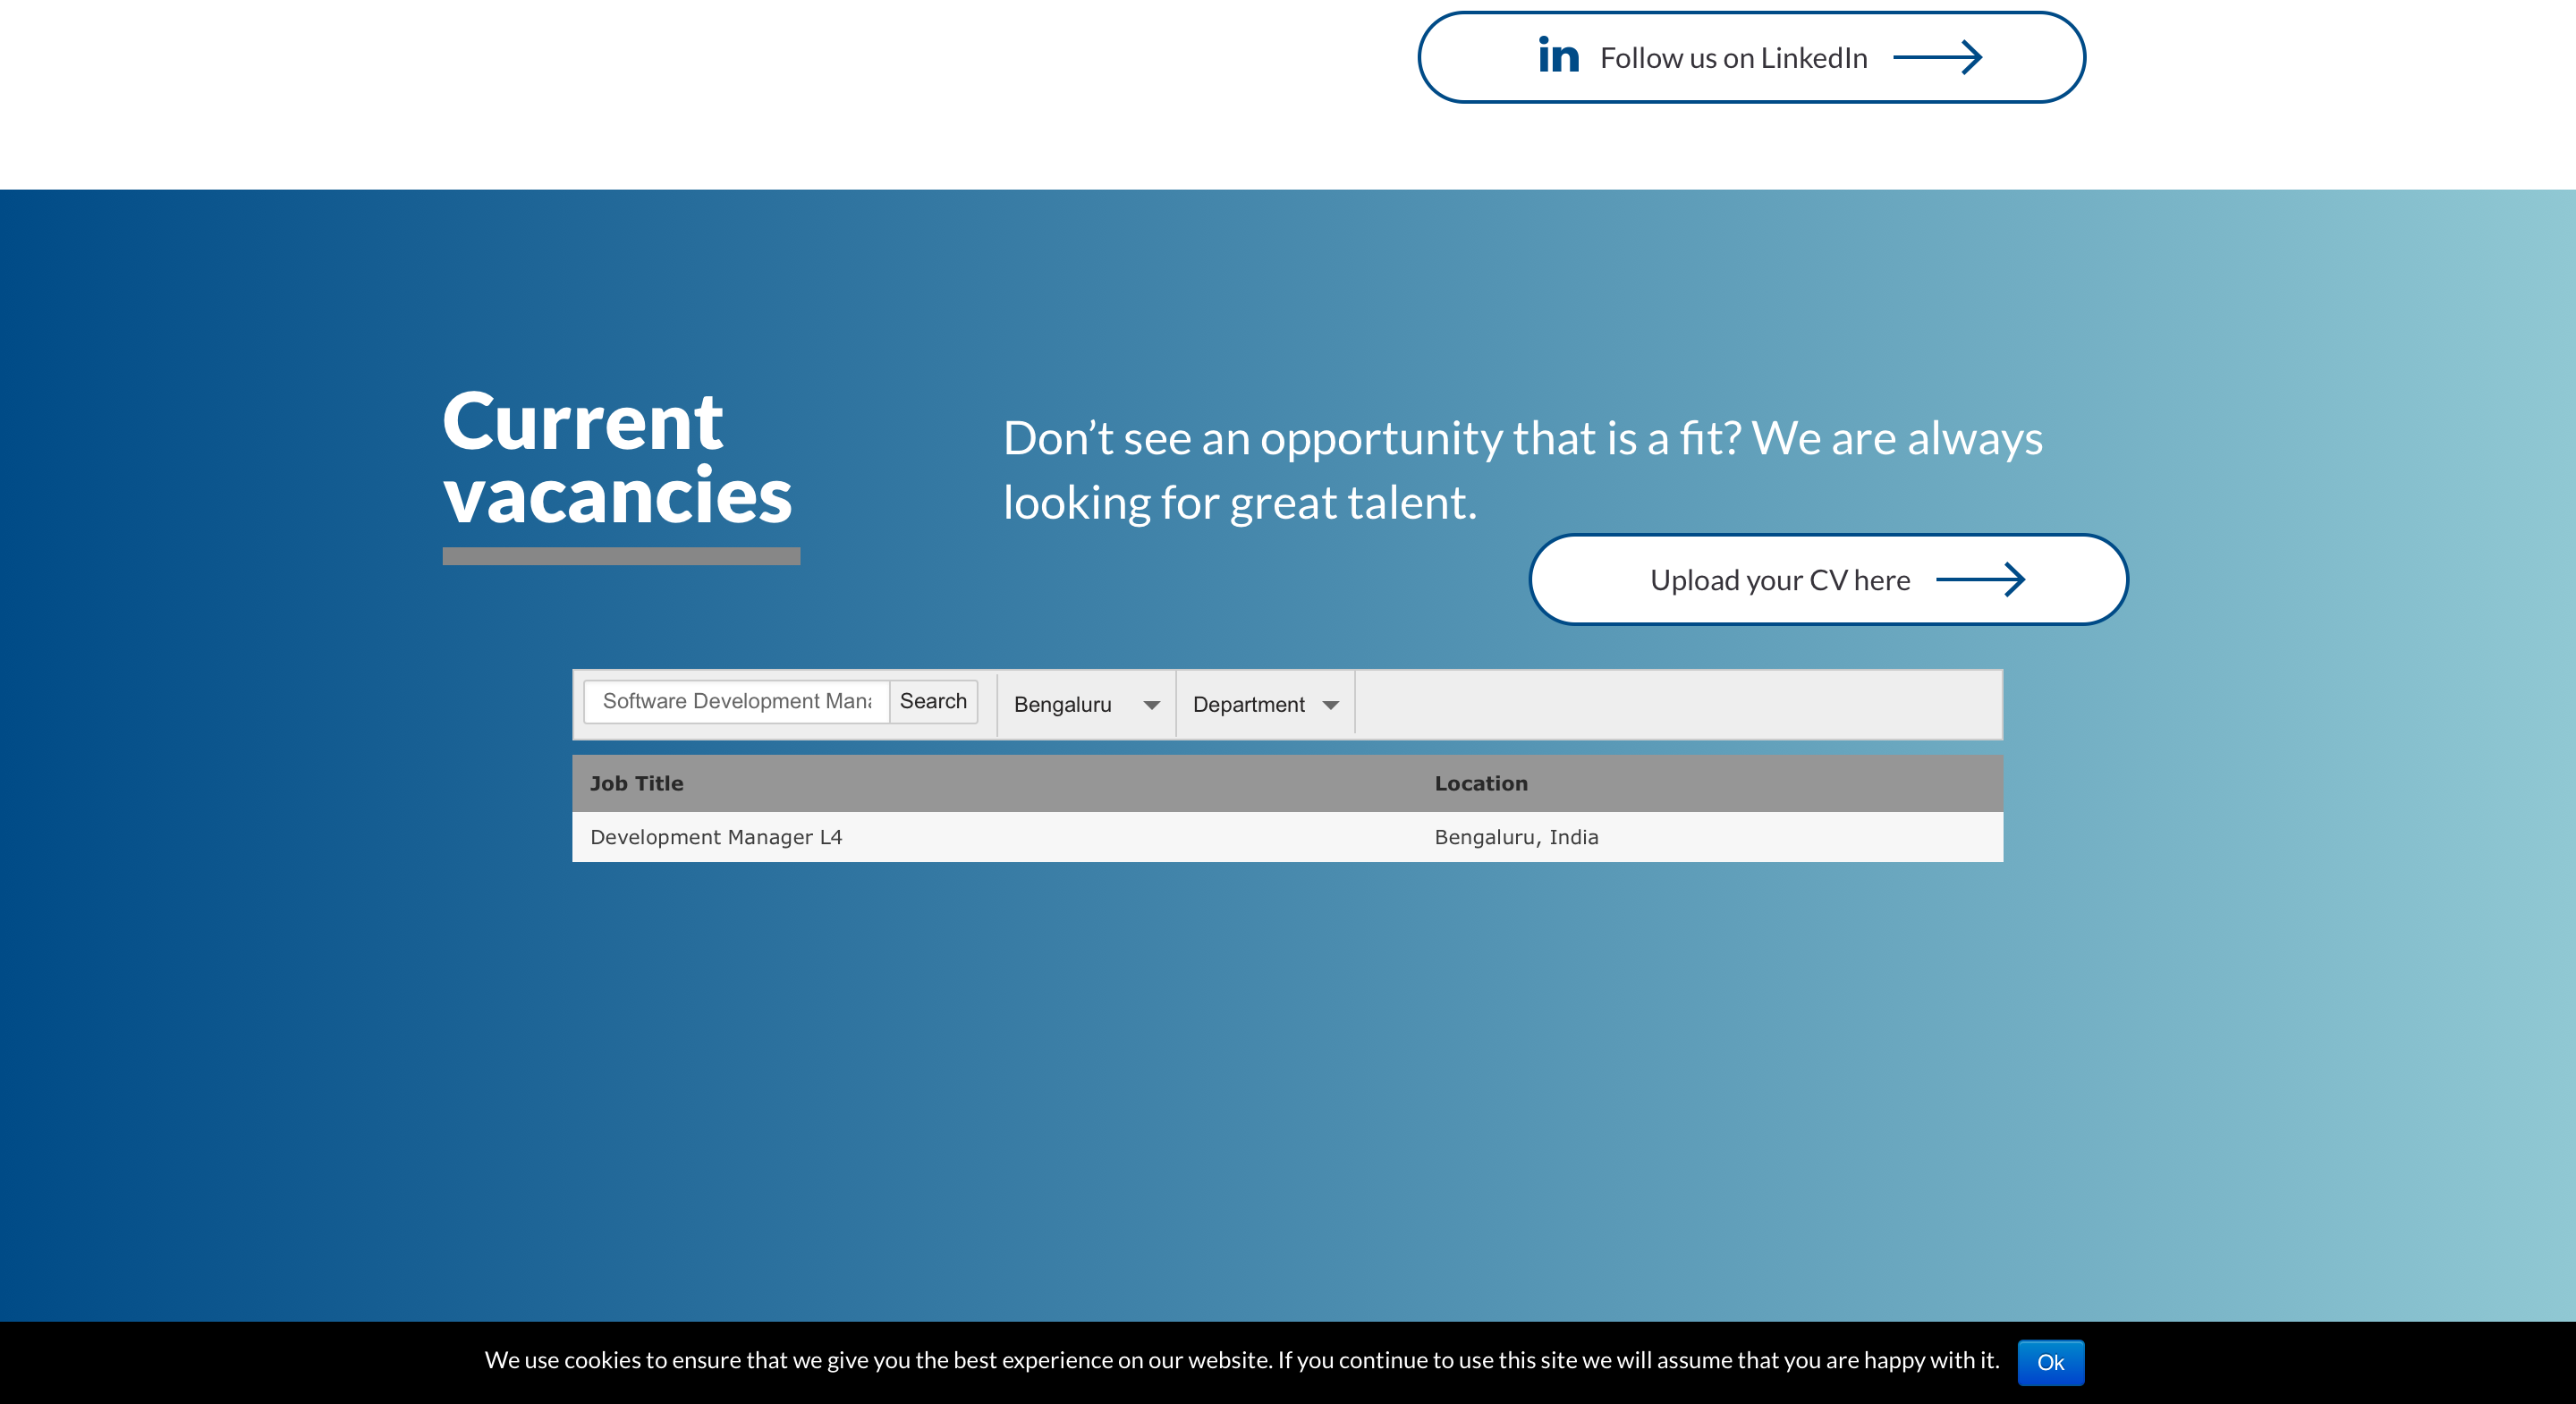 in Follow us on LinkedIn
Current
vacancies
Don’t see an opportunity that is a fit? We are always
looking for great talent.
Upload your CV here
Software Development Mana Search Bengaluru Department
Job Title Location
Development Manager L4 Bengaluru, India
We use cookies to ensure that we give you the best experience on our website. If you continue to use this site we will assume that you are happy with it. Ok